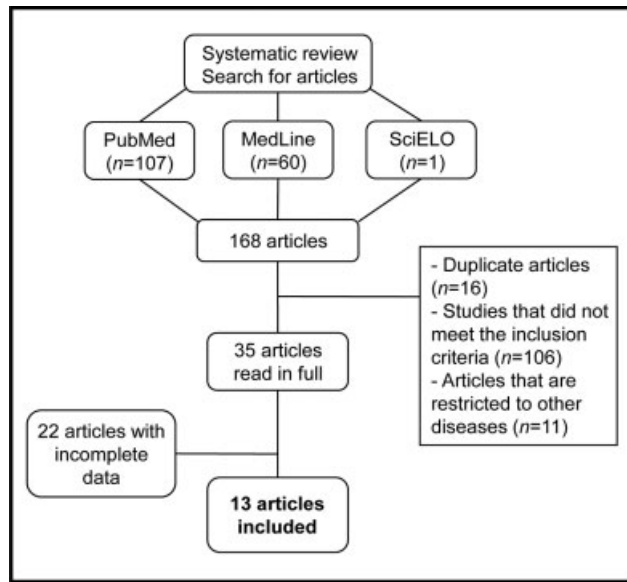 Systematic review
Search for articles
PubMed
(n=107)
MedLine
(n=60)
SciELO
(n=1)
168 articles
- Duplicate articles
(n=16)
- Studies that did not
meet the inclusion
criteria (n=106)
- Articles that are
restricted to other
diseases (n=11)
35 articles
read in full
22 articles with
incomplete
data
13 articles
included